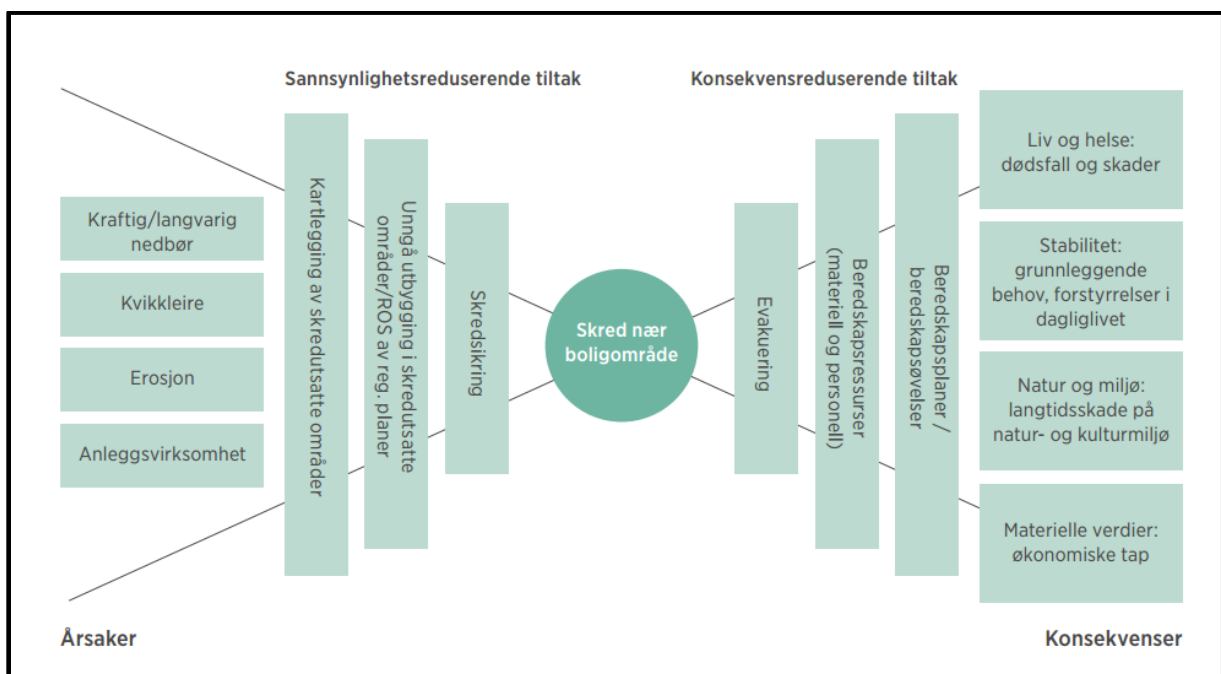 Sannsynlighetsreduserende tiltak
Konsekvensreduserende tiltak
Kraftig/langvarig
nedbør
Kvikkleire
Erosjon
Anleggsvirksomhet
Kartlegging av skredutsatte områder
Unngå utbygging i skredutsatte
områder/ROS av reg. planer
Skredsikring
Skred nær
boligområde
Evakuering
Beredskapsressurser
(materiell og personell)
Beredskapsplaner /
beredskapsøvelser
Liv og helse:
dødsfall og skader
Stabilitet:
grunnleggende
behov, forstyrrelser i
dagliglivet
Natur og miljø:
langtidsskade på
natur- og kulturmiljø
Materielle verdier:
økonomiske tap
Årsaker
Konsekvenser